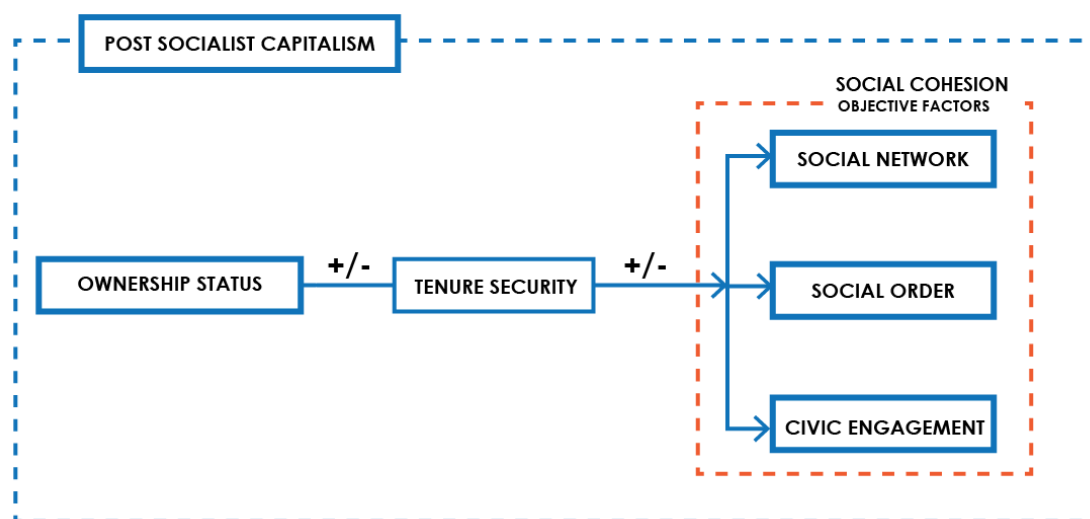 POST SOCIALIST CAPITALISM
SOCIAL COHESION
OBJECTIVE FACTORS
SOCIAL NETWORK
OWNERSHIP STATUS
+/-
TENURE SECURITY
+/-
SOCIAL ORDER
CIVIC ENGAGEMENT